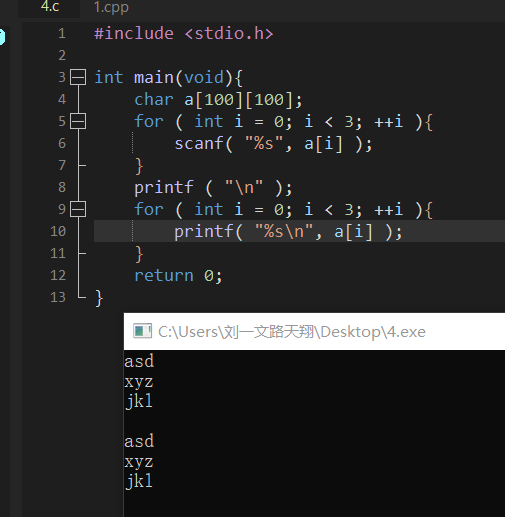 4.c 1.cpp
1 #include <stdio.h>
2
3 int main(void){
4 char a[100][100];
5 for ( int i = 0; i < 3; ++i ){
6 scanf( "%s", a[i] );
7 }
8 printf ( "\n" );
9 for ( int i = 0; i < 3; ++i ){
10 printf( "%s\n", a[i] );
11 }
12 return 0;
13 }
C:\Users\刘一文路天翔\Desktop\4.exe
asd
xyz
jkl
asd
xyz
jkl